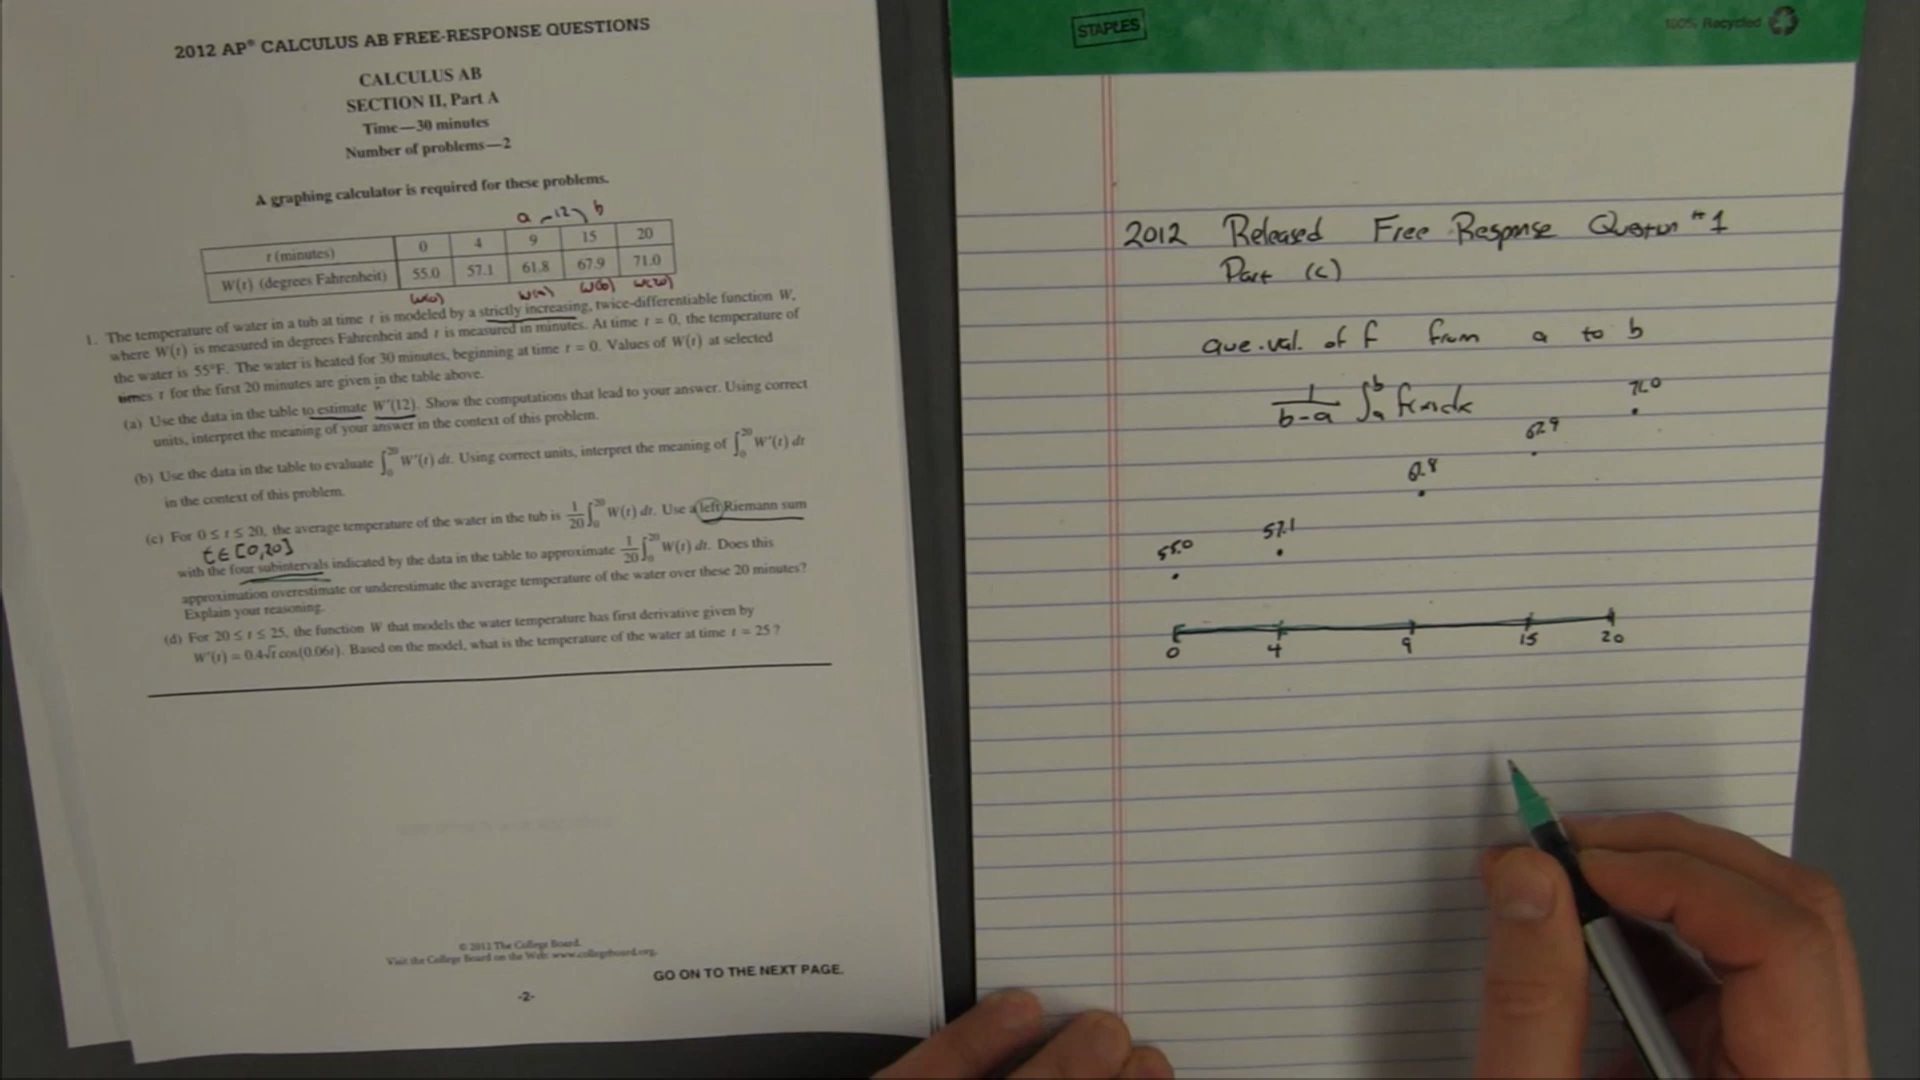 2012 AP® CALCULUS AB FREE-RESPONSE QUESTIONS
CALCULUS AB
SECTION II, Part A
Time—30 minutes
Number of problems—2
A graphing calculator is required for these problems.
a 12 b
t (minutes) 0 4 9 15 20
W(t) (degrees Fahrenheit) 55.0 57.1 61.8 67.9 71.0
W(0) W(a) W(b) W(20)
1. The temperature of water in a tub at time t is modeled by a strictly increasing, twice-differentiable function W,
where W(t) is measured in degrees Fahrenheit and t is measured in minutes. At time t = 0, the temperature of
the water is 55°F. The water is heated for 30 minutes, beginning at time t = 0. Values of W(t) at selected
times t for the first 20 minutes are given in the table above.
(a) Use the data in the table to estimate W'(12). Show the computations that lead to your answer. Using correct
units, interpret the meaning of your answer in the context of this problem.
(b) Use the data in the table to evaluate ∫₀²⁰ W'(t) dt. Using correct units, interpret the meaning of ∫₀²⁰ W'(t) dt
in the context of this problem.
(c) For 0 ≤ t ≤ 20, the average temperature of the water in the tub is 1/20 ∫₀²⁰ W(t) dt. Use a left Riemann sum
t ∈ [0,20]
with the four subintervals indicated by the data in the table to approximate 1/20 ∫₀²⁰ W(t) dt. Does this
approximation overestimate or underestimate the average temperature of the water over these 20 minutes?
Explain your reasoning.
(d) For 20 ≤ t ≤ 25, the function W that models the water temperature has first derivative given by
W'(t) = 0.4√t cos(0.06t). Based on the model, what is the temperature of the water at time t = 25?
© 2012 The College Board.
Visit the College Board on the Web: www.collegeboard.org.
GO ON TO THE NEXT PAGE.
-2-
STAPLES
100% Recycled
2012 Released Free Response Question #1
Part (c)
ave. val. of f from a to b
1/(b-a) ∫ₐᵇ f(x)dx
71.0
67.9
61.8
57.1
55.0
0 4 9 15 20